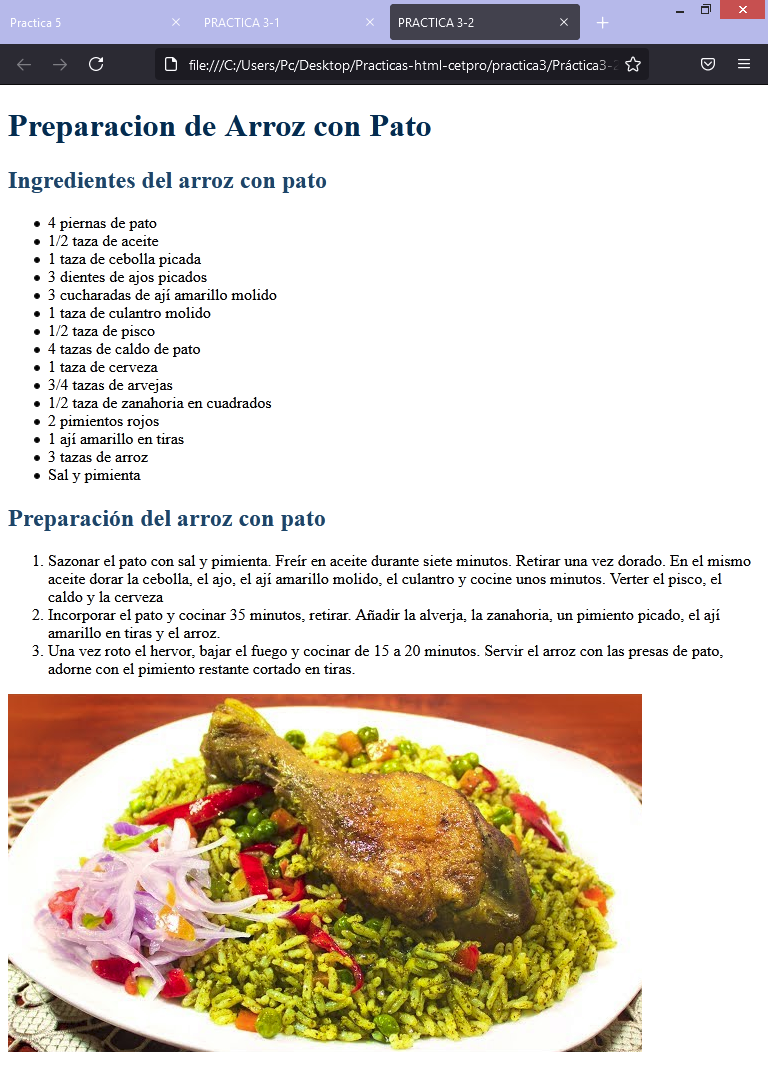 Practica 5
PRACTICA 3-1
PRACTICA 3-2
file:///C:/Users/Pc/Desktop/Practicas-html-cetpro/practica3/Práctica3-2
Preparacion de Arroz con Pato
Ingredientes del arroz con pato
4 piernas de pato
1/2 taza de aceite
1 taza de cebolla picada
3 dientes de ajos picados
3 cucharadas de ají amarillo molido
1 taza de culantro molido
1/2 taza de pisco
4 tazas de caldo de pato
1 taza de cerveza
3/4 tazas de arvejas
1/2 taza de zanahoria en cuadrados
2 pimientos rojos
1 ají amarillo en tiras
3 tazas de arroz
Sal y pimienta
Preparación del arroz con pato
1. Sazonar el pato con sal y pimienta. Freír en aceite durante siete minutos. Retirar una vez dorado. En el mismo
aceite dorar la cebolla, el ajo, el ají amarillo molido, el culantro y cocine unos minutos. Verter el pisco, el
caldo y la cerveza
2. Incorporar el pato y cocinar 35 minutos, retirar. Añadir la alverja, la zanahoria, un pimiento picado, el ají
amarillo en tiras y el arroz.
3. Una vez roto el hervor, bajar el fuego y cocinar de 15 a 20 minutos. Servir el arroz con las presas de pato,
adorne con el pimiento restante cortado en tiras.